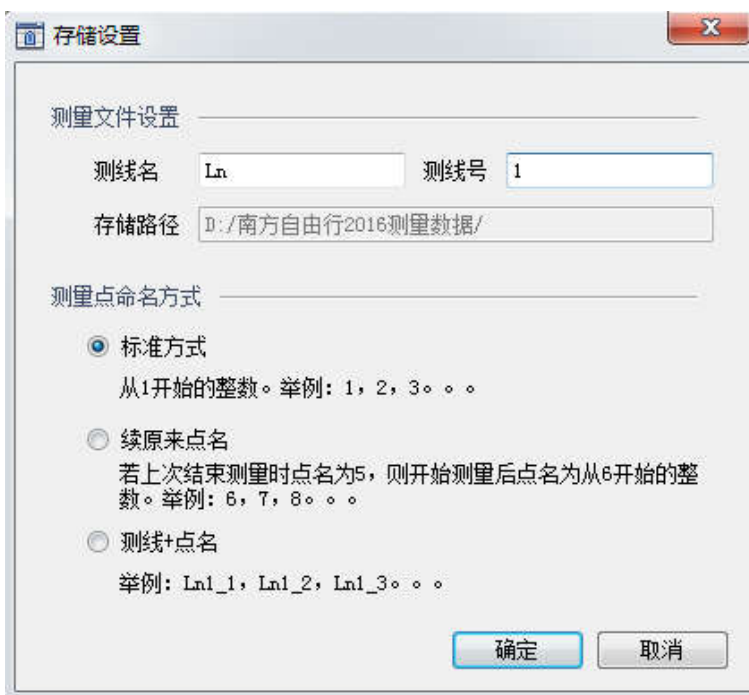 存储设置
测量文件设置
测线名 Ln 测线号 1
存储路径 D:/南方自由行2016测量数据/
测量点命名方式
标准方式
从1开始的整数。举例：1，2，3。。。
续原来点名
若上次结束测量时点名为5，则开始测量后点名为从6开始的整
数。举例：6，7，8。。。
测线+点名
举例：Ln1_1，Ln1_2，Ln1_3。。。
确定 取消